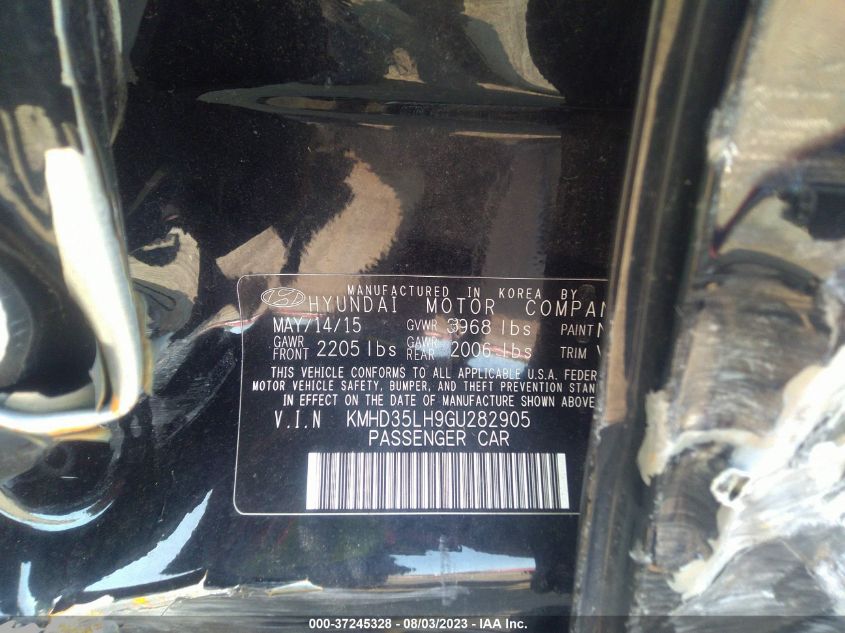 MANUFACTURED IN KOREA BY
HYUNDAI MOTOR COMPAN
MAY/14/15 GVWR 3968 lbs PAINT N
GAWR FRONT 2205 lbs GAWR REAR 2006 lbs TRIM
THIS VEHICLE CONFORMS TO ALL APPLICABLE U.S.A. FEDER
MOTOR VEHICLE SAFETY, BUMPER, AND THEFT PREVENTION STAN
IN EFFECT ON THE DATE OF MANUFACTURE SHOWN ABOVE
V.I.N KMHD35LH9GU282905
PASSENGER CAR
000-37245328 - 08/03/2023 - IAA Inc.